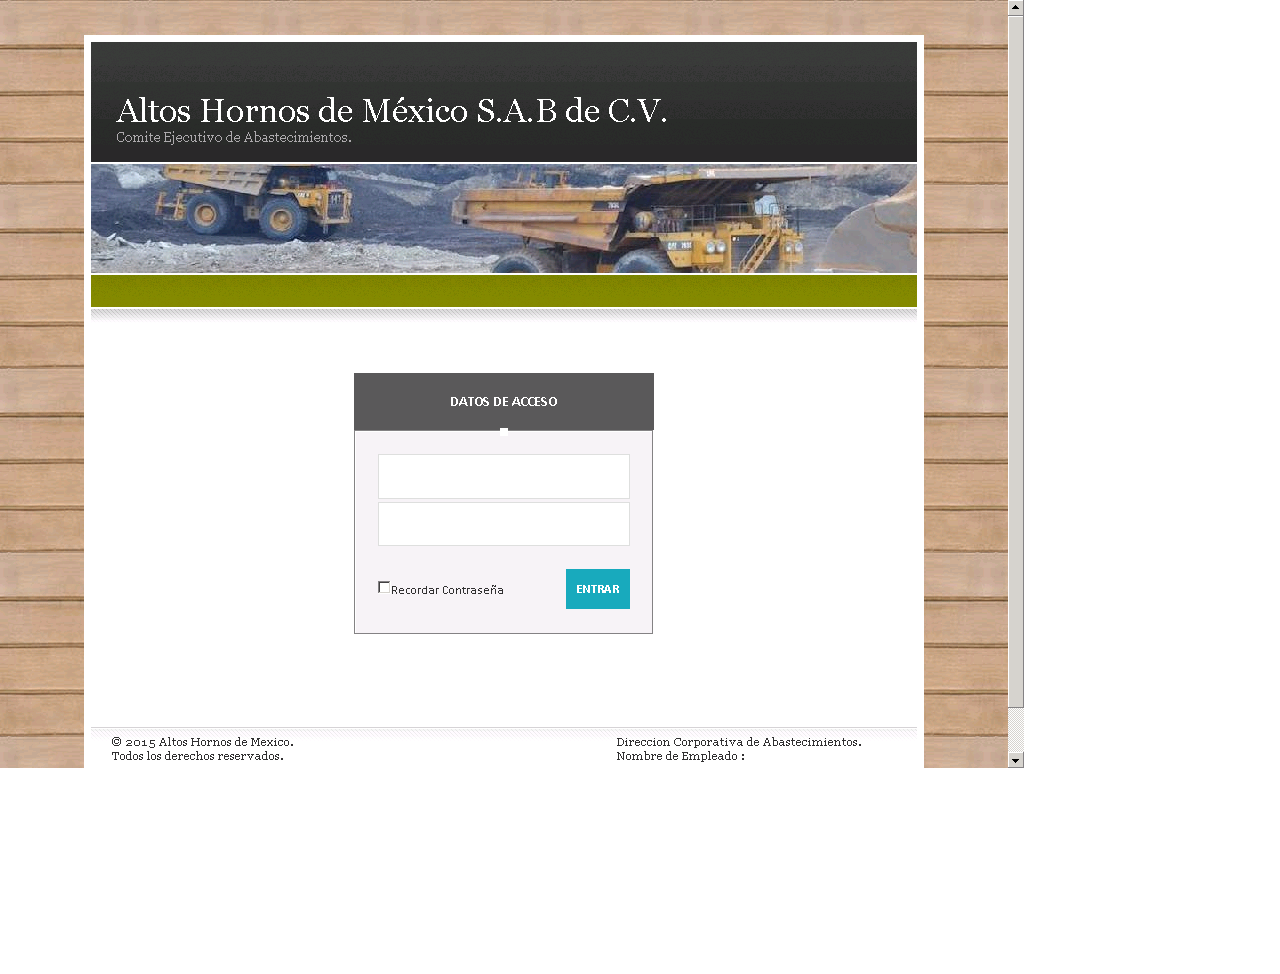 Altos Hornos de México S.A.B de C.V.
Comite Ejecutivo de Abastecimientos.
DATOS DE ACCESO
Recordar Contraseña
ENTRAR
© 2015 Altos Hornos de Mexico.
Todos los derechos reservados.
Direccion Corporativa de Abastecimientos.
Nombre de Empleado :